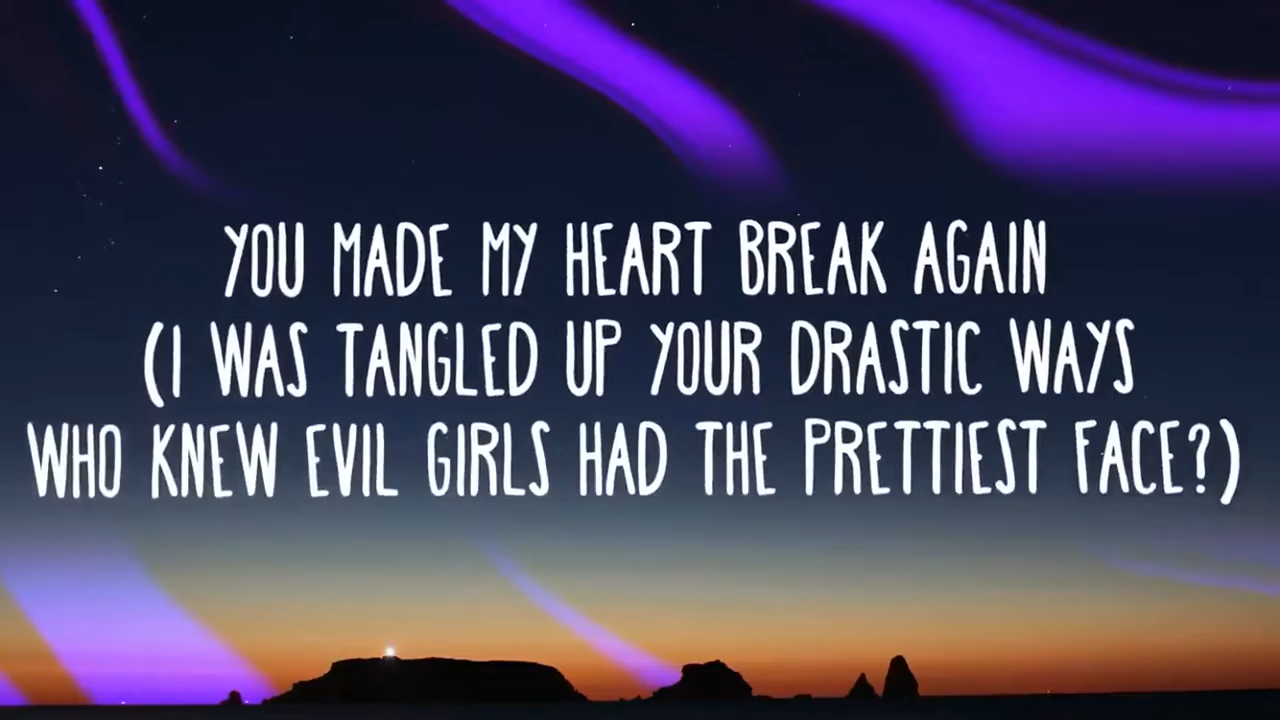 YOU MADE MY HEART BREAK AGAIN
(I WAS TANGLED UP YOUR DRASTIC WAYS
WHO KNEW EVIL GIRLS HAD THE PRETTIEST FACE?)